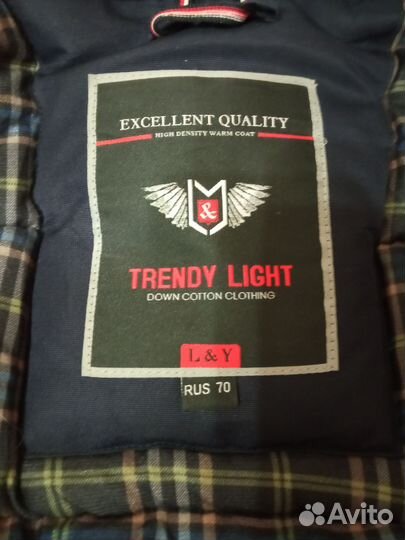 EXCELLENT QUALITY
HIGH DENSITY WARM COAT
&
TRENDY LIGHT
DOWN COTTON CLOTHING
L & Y
RUS 70
Avito